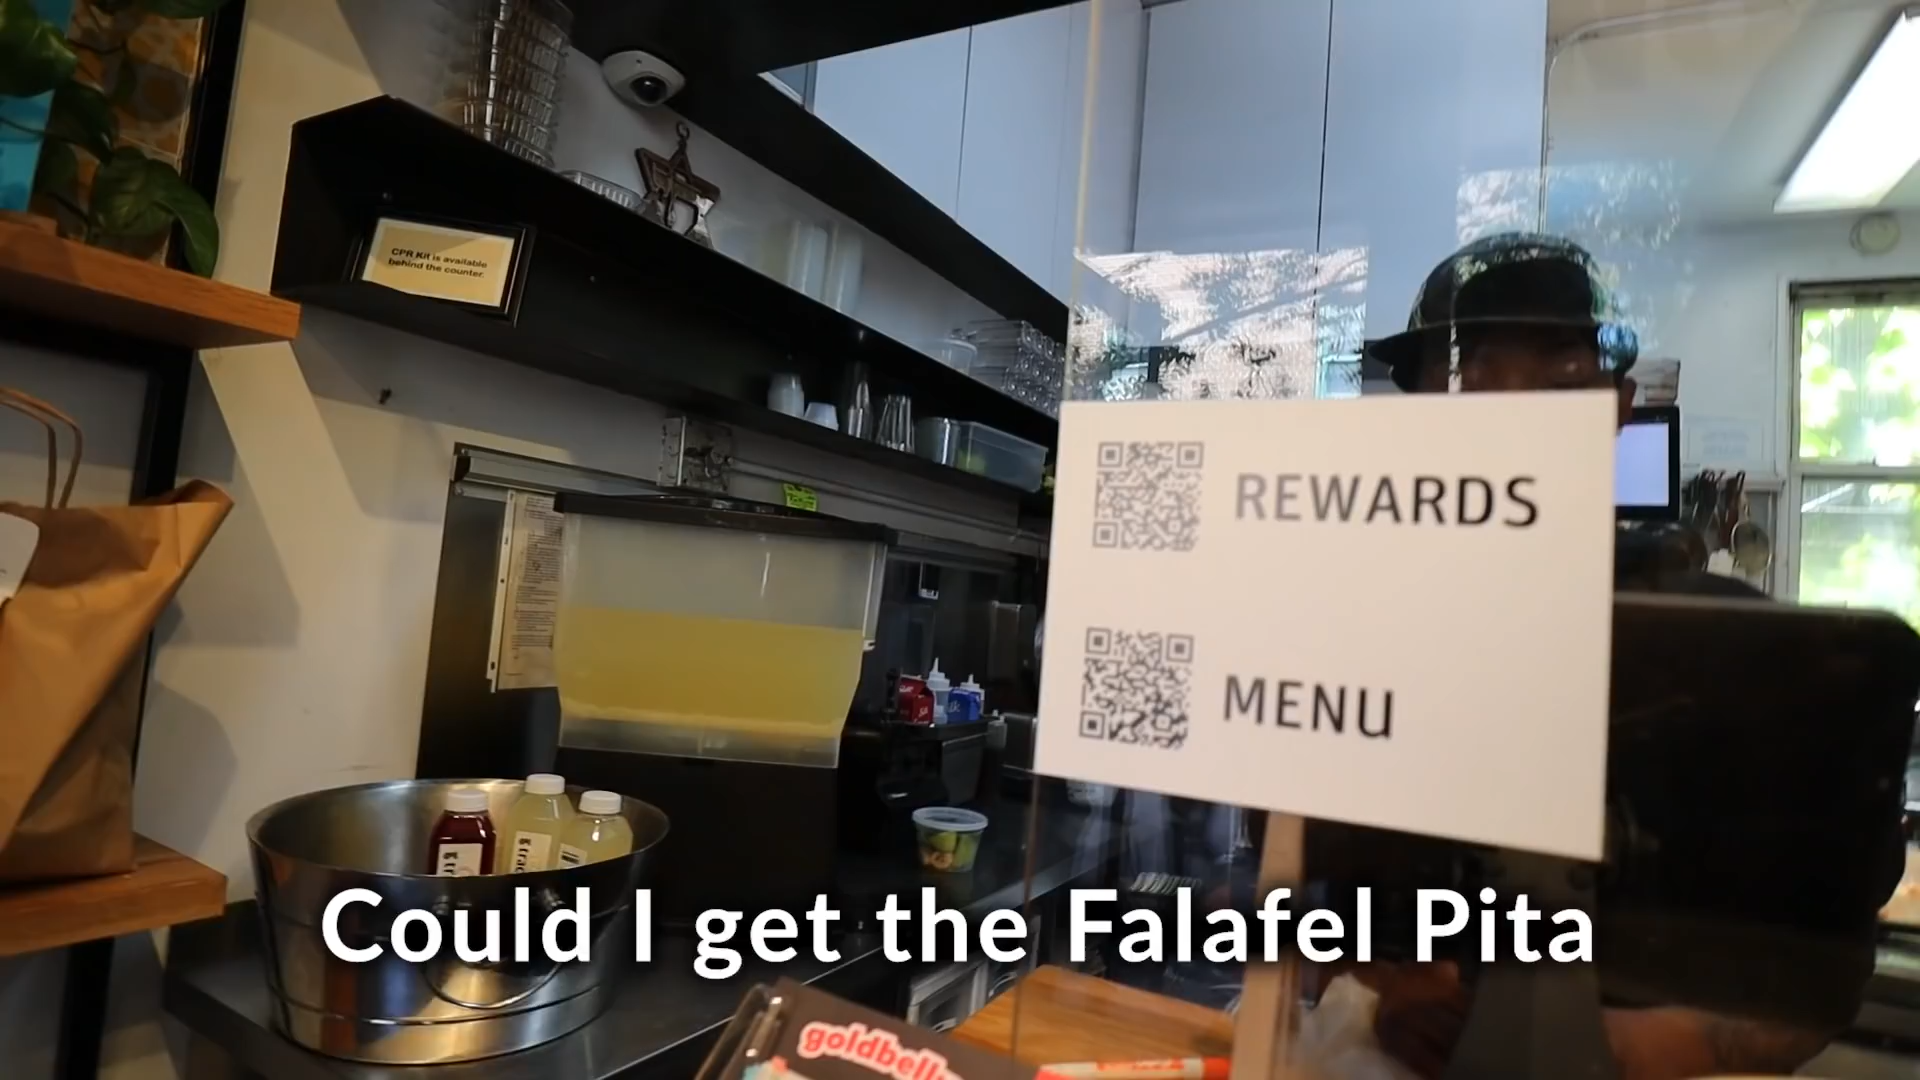 CPR Kit is available
behind the counter.
REWARDS
MENU
Could I get the Falafel Pita
goldbelly